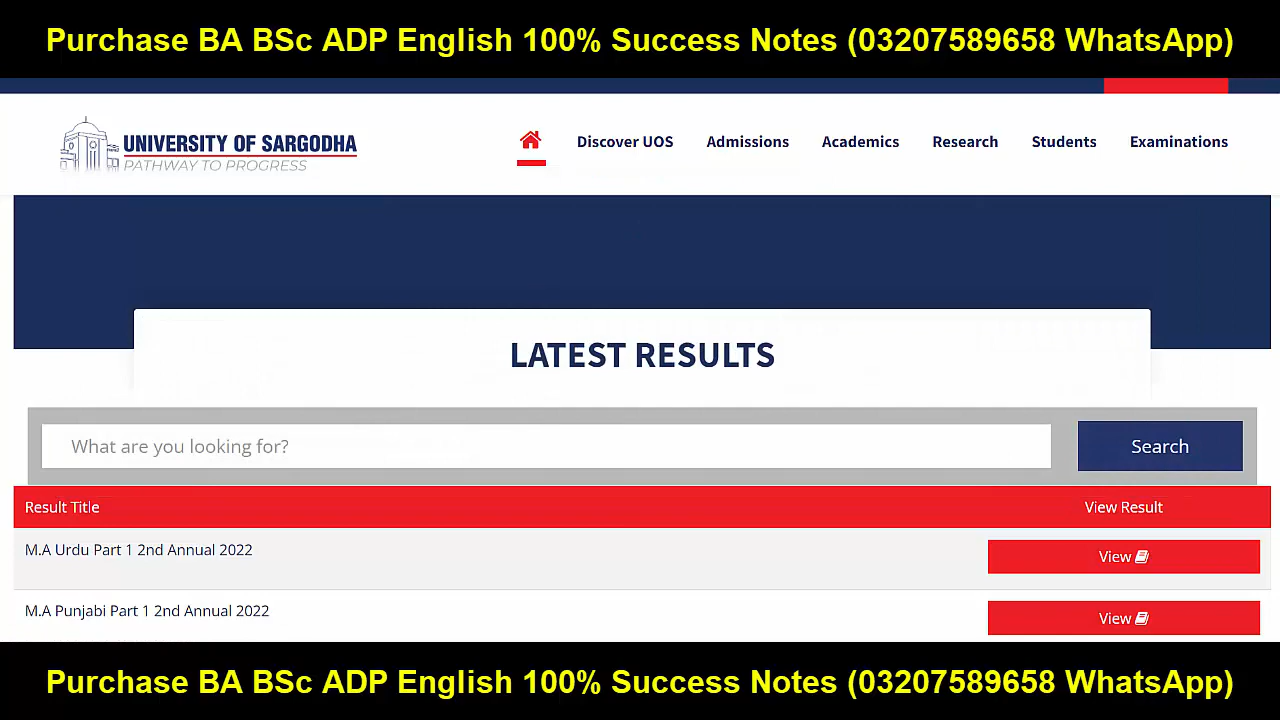 Purchase BA BSc ADP English 100% Success Notes (03207589658 WhatsApp)
UNIVERSITY OF SARGODHA
PATHWAY TO PROGRESS
Discover UOS Admissions Academics Research Students Examinations
LATEST RESULTS
What are you looking for? Search
Result Title View Result
M.A Urdu Part 1 2nd Annual 2022 View
M.A Punjabi Part 1 2nd Annual 2022 View
Purchase BA BSc ADP English 100% Success Notes (03207589658 WhatsApp)